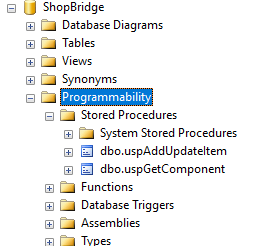 ShopBridge
Database Diagrams
Tables
Views
Synonyms
Programmability
Stored Procedures
System Stored Procedures
dbo.uspAddUpdateItem
dbo.uspGetComponent
Functions
Database Triggers
Assemblies
Types